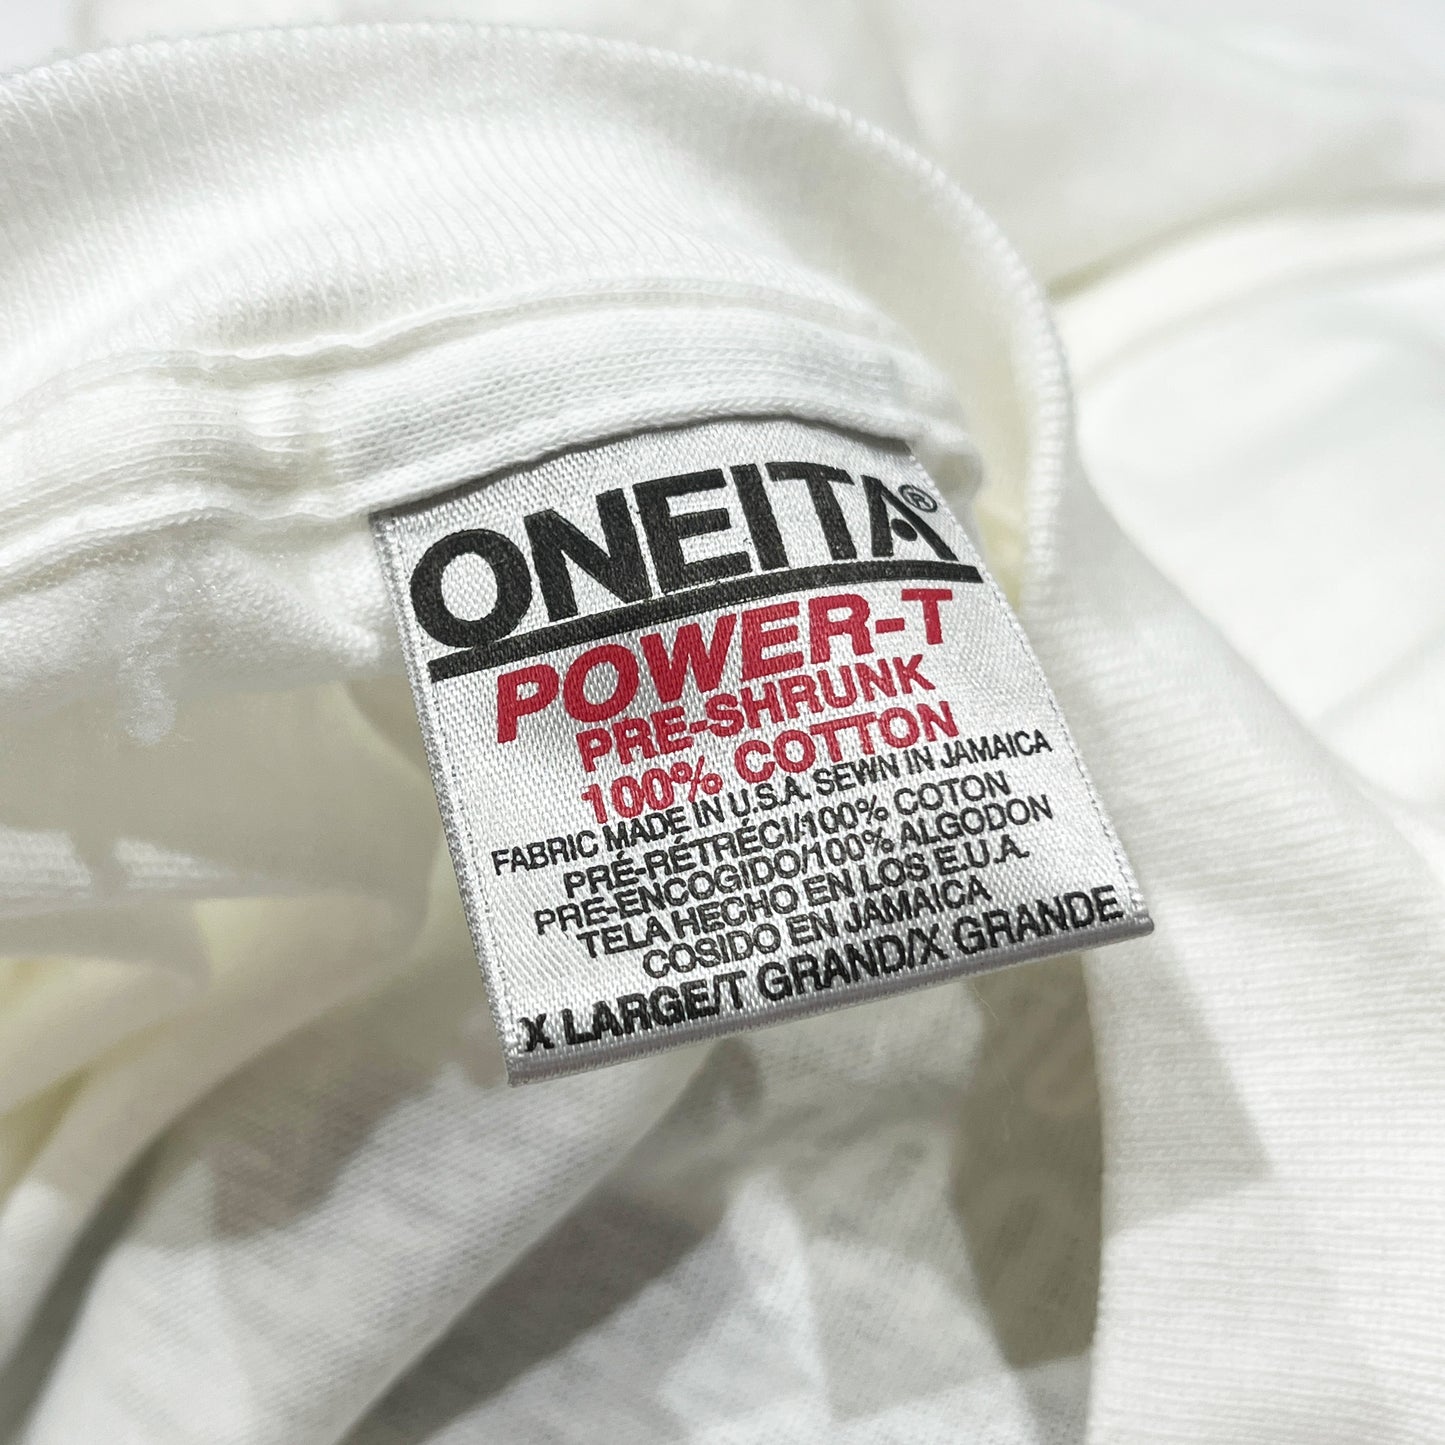 ONEITA®
POWER-T
PRE-SHRUNK
100% COTTON
FABRIC MADE IN U.S.A. SEWN IN JAMAICA
PRÉ-RÉTRÉCI/100% COTON
PRE-ENCOGIDO/100% ALGODON
TELA HECHO EN LOS E.U.A.
COSIDO EN JAMAICA
X LARGE/T GRAND/X GRANDE